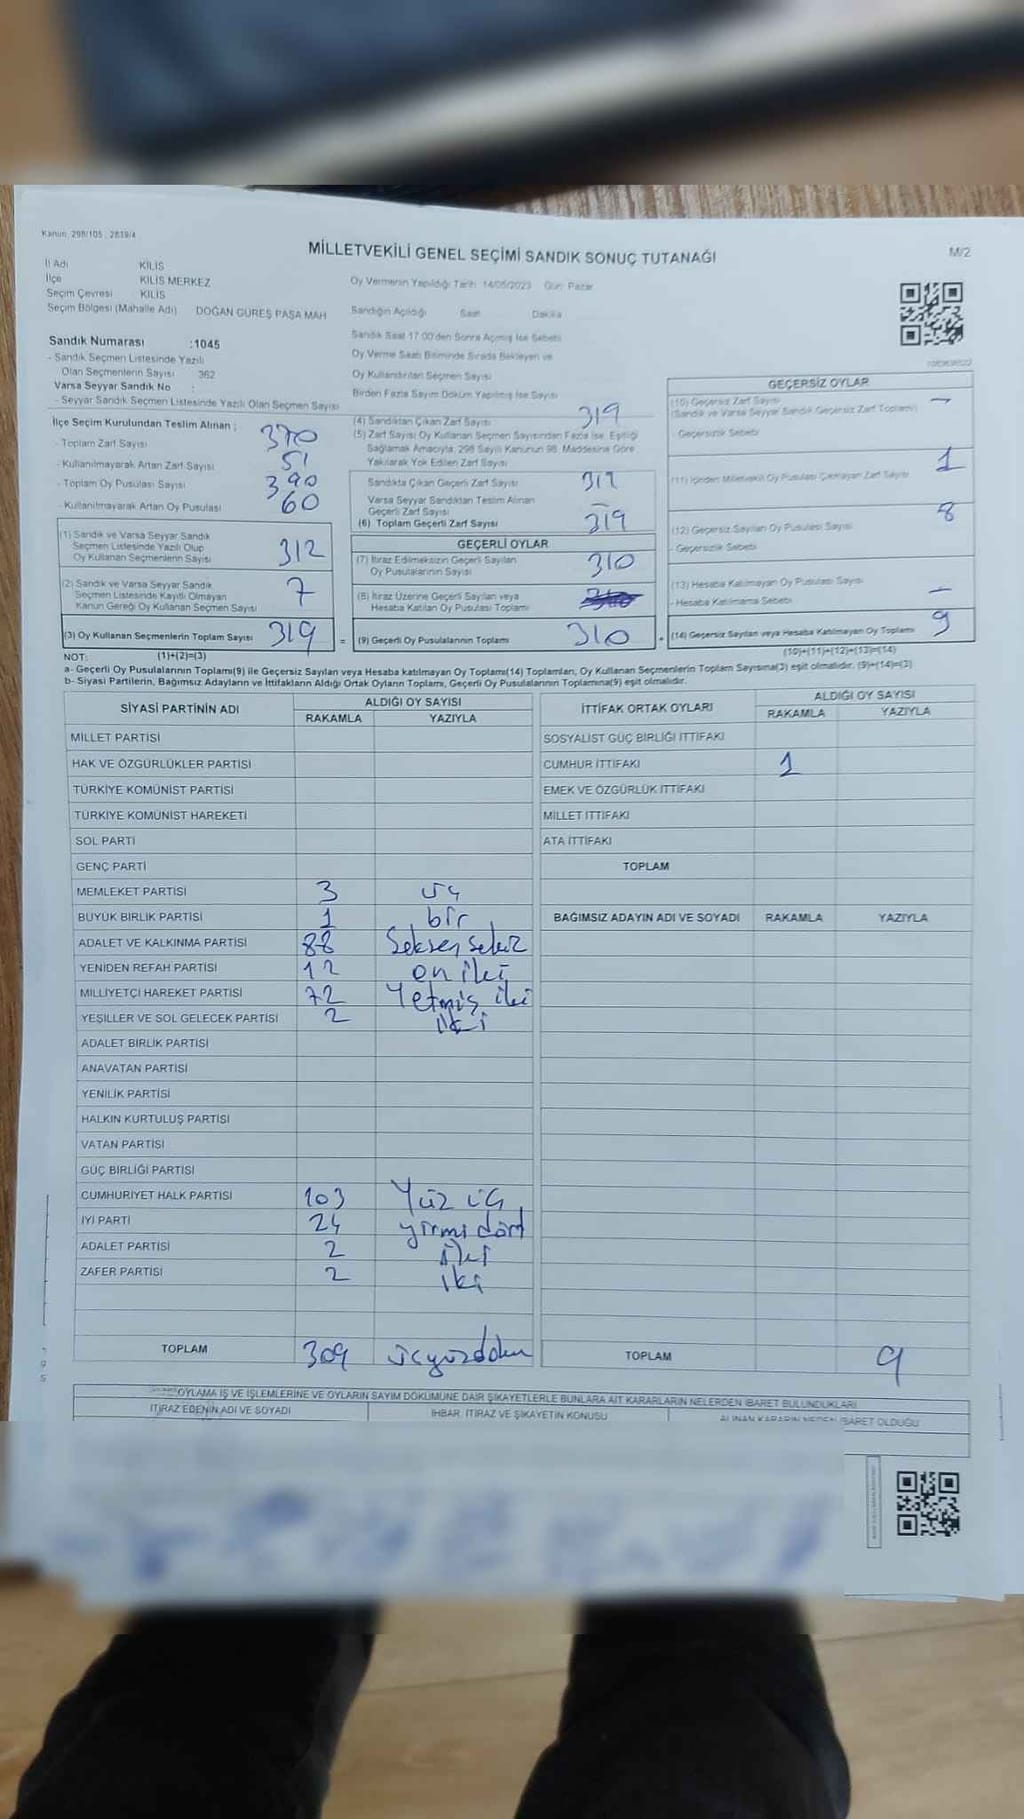 Kanun: 298/105 , 2839/4
MİLLETVEKİLİ GENEL SEÇİMİ SANDIK SONUÇ TUTANAĞI
M/2
İl Adı KİLİS
İlçe KİLİS MERKEZ
Seçim Çevresi : KİLİS
Seçim Bölgesi (Mahalle Adı) DOĞAN GÜREŞ PAŞA MAH
Oy Vermenin Yapıldığı Tarih 14/05/2023 Gün: Pazar
Sandığın Açıldığı Saat Dakika
Sandık Saat 17:00'den Sonra Açılmış İse Sebebi
Oy Verme Saati Bitiminde Sırada Bekleyen ve
Oy Kullandırılan Seçmen Sayısı
Birden Fazla Sayım Döküm Yapılmış İse Sayısı
Sandık Numarası :1045
- Sandık Seçmen Listesinde Yazılı
Olan Seçmenlerin Sayısı 362
Varsa Seyyar Sandık No :
- Seyyar Sandık Seçmen Listesinde Yazılı Olan Seçmen Sayısı
İlçe Seçim Kurulundan Teslim Alınan ;
- Toplam Zarf Sayısı 370
- Kullanılmayarak Artan Zarf Sayısı 51
- Toplam Oy Pusulası Sayısı 390
- Kullanılmayarak Artan Oy Pusulası 60
(1) Sandık ve Varsa Seyyar Sandık
Seçmen Listesinde Yazılı Olup
Oy Kullanan Seçmenlerin Sayısı 312
(2) Sandık ve Varsa Seyyar Sandık
Seçmen Listesinde Kayıtlı Olmayan
Kanun Gereği Oy Kullanan Seçmen Sayısı 7
(3) Oy Kullanan Seçmenlerin Toplam Sayısı 319 =
(4) Sandıktan Çıkan Zarf Sayısı 319
(5) Zarf Sayısı Oy Kullanan Seçmen Sayısından Fazla İse, Eşitliği
Sağlamak Amacıyla, 298 Sayılı Kanunun 98. Maddesine Göre
Yakılarak Yok Edilen Zarf Sayısı
Sandıkta Çıkan Geçerli Zarf Sayısı
Varsa Seyyar Sandıktan Teslim Alınan
Geçerli Zarf Sayısı –
(6) Toplam Geçerli Zarf Sayısı 319
GEÇERLİ OYLAR
(7) İtiraz Edilmeksizin Geçerli Sayılan
Oy Pusulalarının Sayısı 310
(8) İtiraz Üzerine Geçerli Sayılan veya
Hesaba Katılan Oy Pusulası Toplamı
(9) Geçerli Oy Pusulalarının Toplamı 310 +
GEÇERSİZ OYLAR
(10) Geçersiz Zarf Sayısı –
(Sandık ve Varsa Seyyar Sandık Geçersiz Zarf Toplamı)
- Geçersizlik Sebebi
(11) İçinden Milletvekili Oy Pusulası Çıkmayan Zarf Sayısı 1
(12) Geçersiz Sayılan Oy Pusulası Sayısı 8
- Geçersizlik Sebebi
(13) Hesaba Katılmayan Oy Pusulası Sayısı –
- Hesaba Katılmama Sebebi
(14) Geçersiz Sayılan veya Hesaba Katılmayan Oy Toplamı 9
NOT: (1)+(2)=(3)
(10)+(11)+(12)+(13)=(14)
a- Geçerli Oy Pusulalarının Toplamı(9) ile Geçersiz Sayılan veya Hesaba katılmayan Oy Toplamı(14) Toplamları, Oy Kullanan Seçmenlerin Toplam Sayısına(3) eşit olmalıdır. (9)+(14)=(3)
b- Siyasi Partilerin, Bağımsız Adayların ve İttifakların Aldığı Ortak Oyların Toplamı, Geçerli Oy Pusulalarının Toplamına(9) eşit olmalıdır.
SİYASİ PARTİNİN ADI
ALDIĞI OY SAYISI
RAKAMLA YAZIYLA
MİLLET PARTİSİ
HAK VE ÖZGÜRLÜKLER PARTİSİ
TÜRKİYE KOMÜNİST PARTİSİ
TÜRKİYE KOMÜNİST HAREKETİ
SOL PARTİ
GENÇ PARTİ
MEMLEKET PARTİSİ 3 üç
BÜYÜK BİRLİK PARTİSİ 1 bir
ADALET VE KALKINMA PARTİSİ 88 Seksen sekiz
YENİDEN REFAH PARTİSİ 12 on iki
MİLLİYETÇİ HAREKET PARTİSİ 72 Yetmiş iki
YEŞİLLER VE SOL GELECEK PARTİSİ 2 iki
ADALET BİRLİK PARTİSİ
ANAVATAN PARTİSİ
YENİLİK PARTİSİ
HALKIN KURTULUŞ PARTİSİ
VATAN PARTİSİ
GÜÇ BİRLİĞİ PARTİSİ
CUMHURİYET HALK PARTİSİ 103 Yüz üç
İYİ PARTİ 24 yirmi dört
ADALET PARTİSİ 2 iki
ZAFER PARTİSİ 2 iki
TOPLAM 309
İTTİFAK ORTAK OYLARI
ALDIĞI OY SAYISI
RAKAMLA YAZIYLA
SOSYALİST GÜÇ BİRLİĞİ İTTİFAKI
CUMHUR İTTİFAKI 1
EMEK VE ÖZGÜRLÜK İTTİFAKI
MİLLET İTTİFAKI
ATA İTTİFAKI
TOPLAM
BAĞIMSIZ ADAYIN ADI VE SOYADI RAKAMLA YAZIYLA
TOPLAM 9
OYLAMA İŞ VE İŞLEMLERİNE VE OYLARIN SAYIM DÖKÜMÜNE DAİR ŞİKAYETLERLE BUNLARA AİT KARARLARIN NELERDEN İBARET BULUNDUKLARI
İTİRAZ EDENİN ADI VE SOYADI
İHBAR, İTİRAZ VE ŞİKAYETİN KONUSU
ALINAN KARARIN NEDEN İBARET OLDUĞU